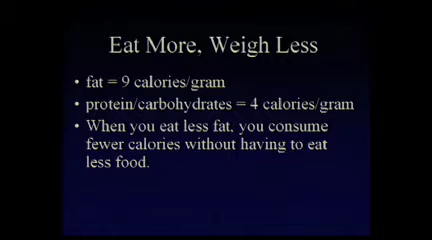 Eat More, Weigh Less
• fat = 9 calories/gram
• protein/carbohydrates = 4 calories/gram
• When you eat less fat, you consume
fewer calories without having to eat
less food.